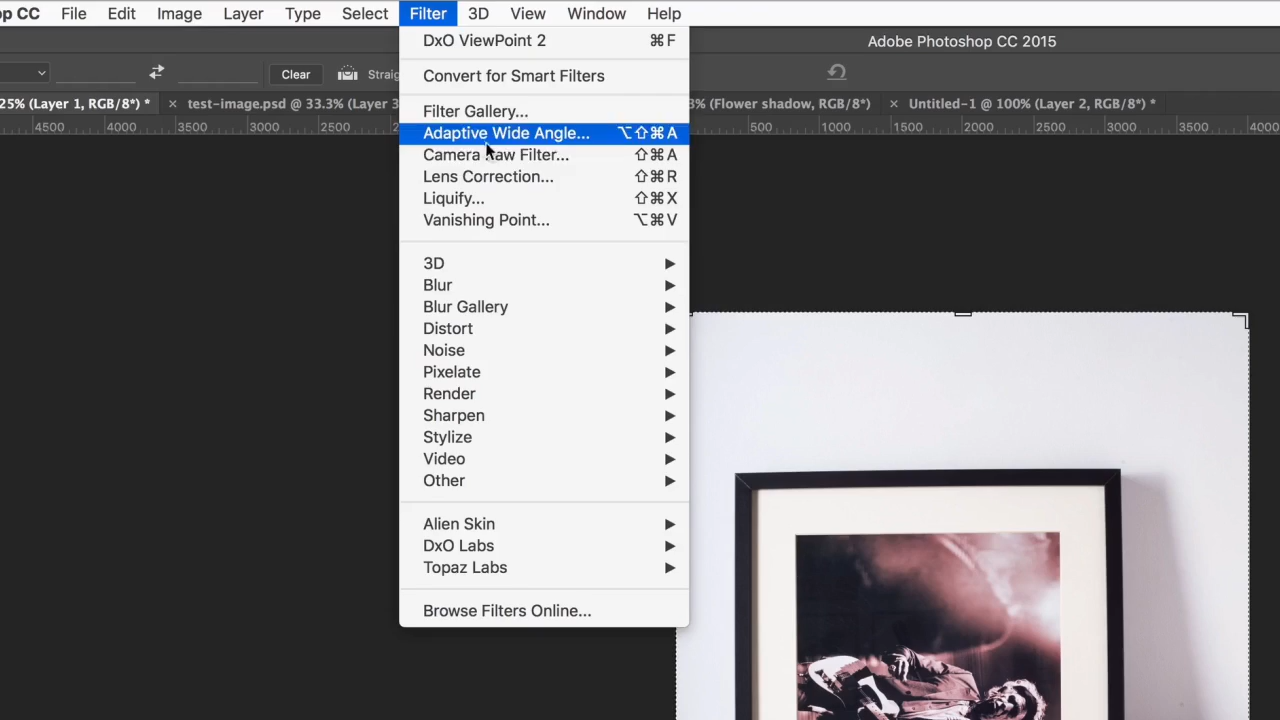 op CC File Edit Image Layer Type Select Filter 3D View Window Help
Adobe Photoshop CC 2015
Clear Straig
25% (Layer 1, RGB/8*) * × test-image.psd @ 33.3% (Layer 3 3% (Flower shadow, RGB/8*) × Untitled-1 @ 100% (Layer 2, RGB/8*) *
4500 4000 3500 3000 2500 500 1000 1500 2000 2500 3000 3500 4000
DxO ViewPoint 2 ⌘F
Convert for Smart Filters
Filter Gallery...
Adaptive Wide Angle... ⌥⇧⌘A
Camera Raw Filter... ⇧⌘A
Lens Correction... ⇧⌘R
Liquify... ⇧⌘X
Vanishing Point... ⌥⌘V
3D
Blur
Blur Gallery
Distort
Noise
Pixelate
Render
Sharpen
Stylize
Video
Other
Alien Skin
DxO Labs
Topaz Labs
Browse Filters Online...